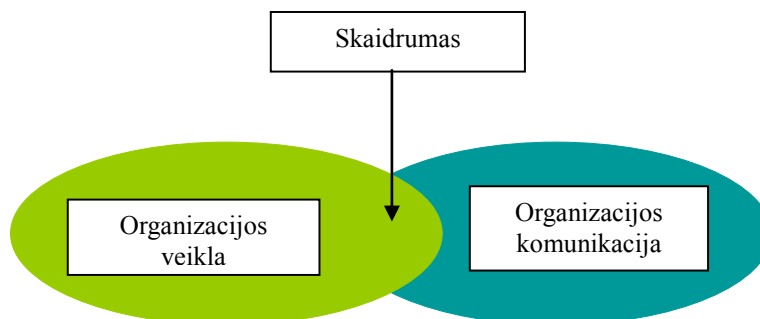 Skaidrumas
Organizacijos
veikla
Organizacijos
komunikacija